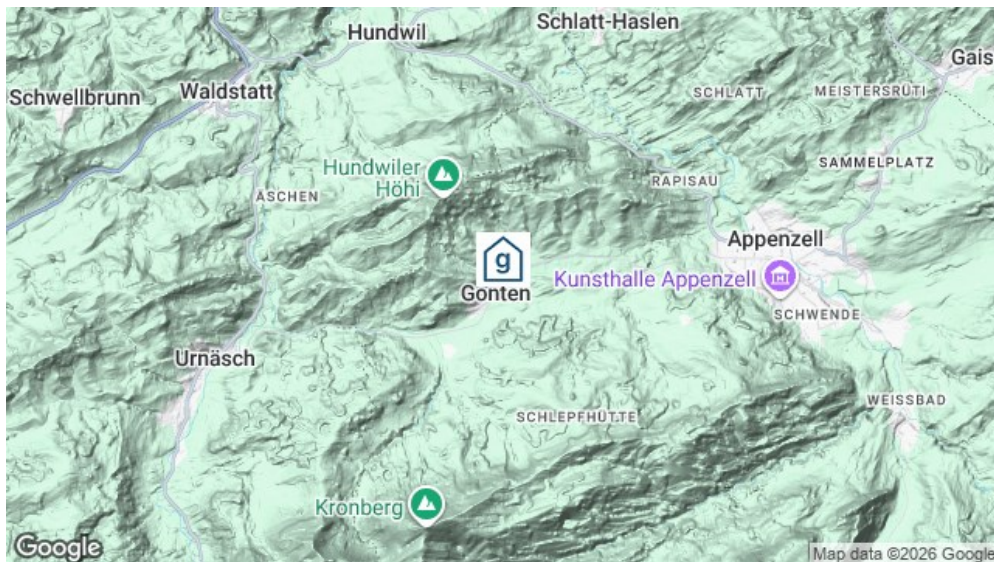 Schlatt-Haslen
Hundwil
Gais
Waldstatt
SCHLATT
MEISTERSRÜTI
Schwellbrunn
SAMMELPLATZ
Hundwiler
Höhi
RAPISAU
ÄSCHEN
Appenzell
g
Kunsthalle Appenzell
Gonten
SCHWENDE
Urnäsch
WEISSBAD
SCHLEPFHÜTTE
Kronberg
Google
Map data ©2026 Google